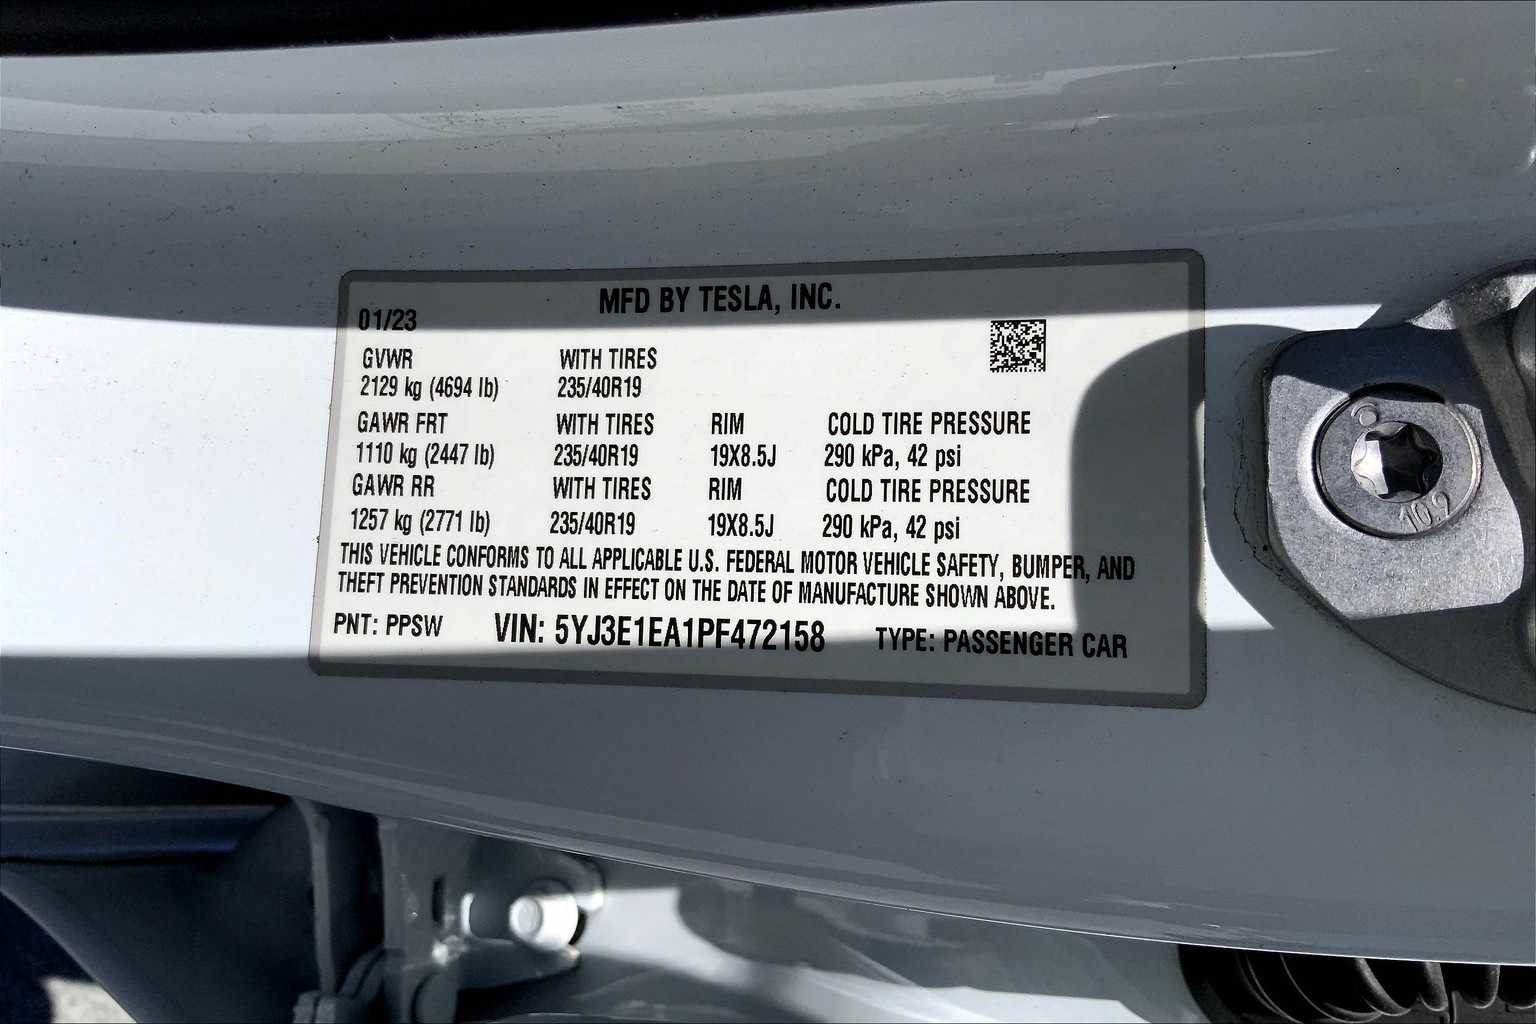 MFD BY TESLA, INC.
01/23
GVWR WITH TIRES
2129 kg (4694 lb) 235/40R19
GAWR FRT WITH TIRES RIM COLD TIRE PRESSURE
1110 kg (2447 lb) 235/40R19 19X8.5J 290 kPa, 42 psi
GAWR RR WITH TIRES RIM COLD TIRE PRESSURE
1257 kg (2771 lb) 235/40R19 19X8.5J 290 kPa, 42 psi
THIS VEHICLE CONFORMS TO ALL APPLICABLE U.S. FEDERAL MOTOR VEHICLE SAFETY, BUMPER, AND
THEFT PREVENTION STANDARDS IN EFFECT ON THE DATE OF MANUFACTURE SHOWN ABOVE.
PNT: PPSW VIN: 5YJ3E1EA1PF472158 TYPE: PASSENGER CAR
10.9